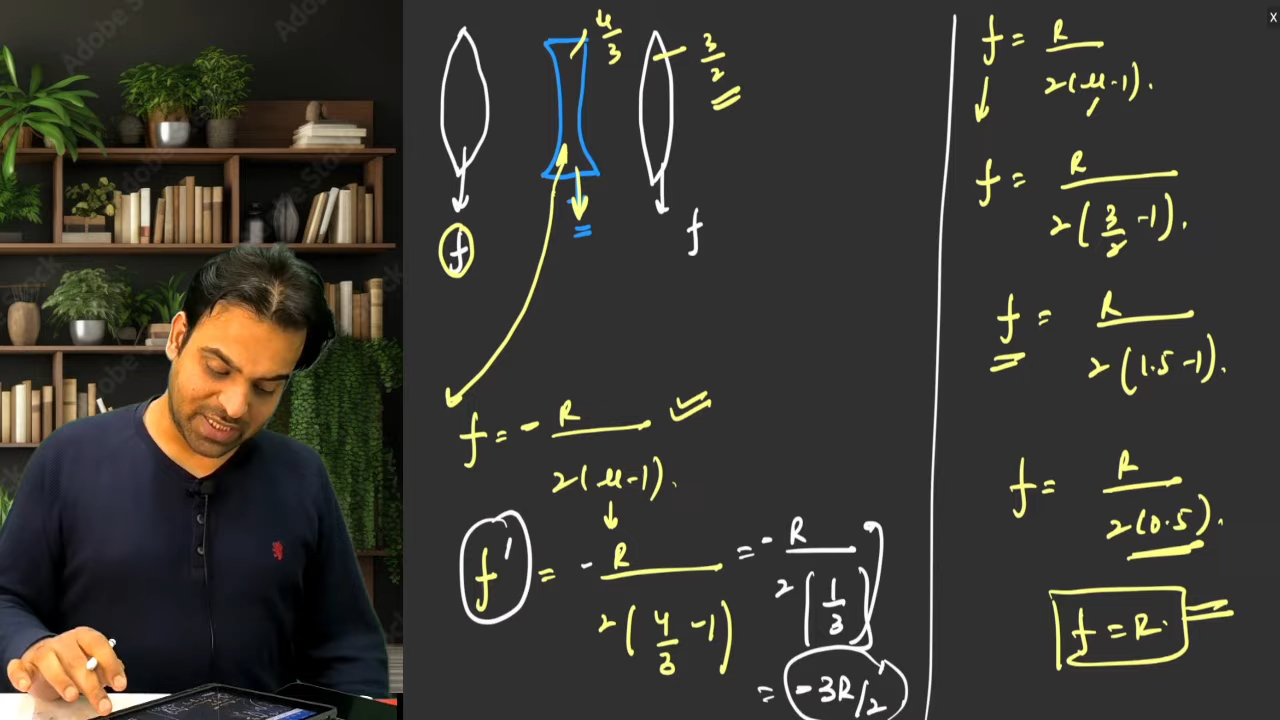 4/3
3/2
f
f
f = - R / 2(μ-1).
f' = - R / 2(4/3 -1) = - R / 2(1/3)
= -3R/2
f = R / 2(μ-1).
f = R / 2(3/2 -1).
f = R / 2(1.5-1).
f = R / 2(0.5).
f = R.